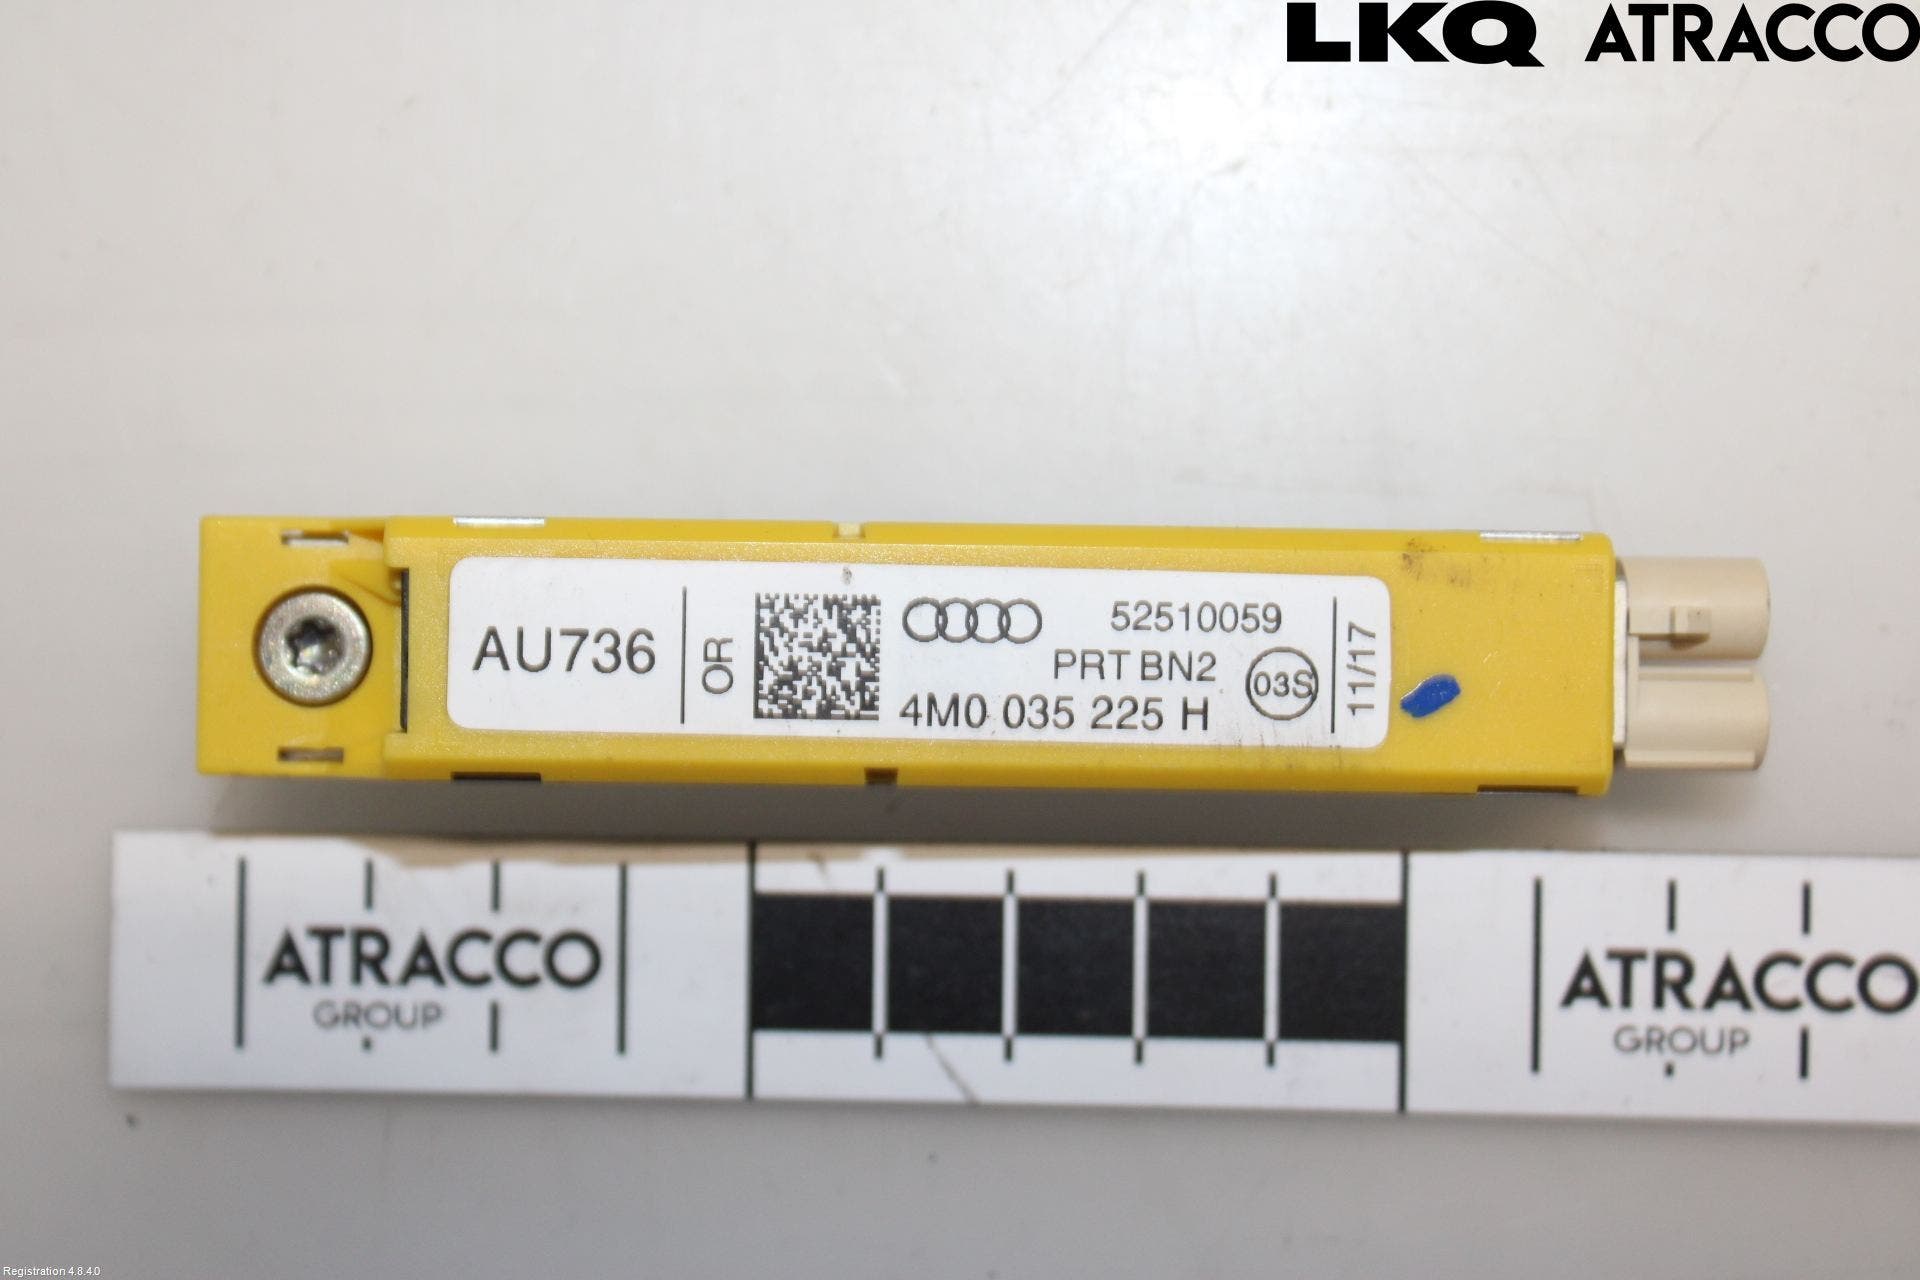 LKQ ATRACCO
AU736
OR
52510059
PRT BN2
03S
4M0 035 225 H
11/17
ATRACCO
GROUP
ATRACCO
GROUP
Registration 4.8.4.0